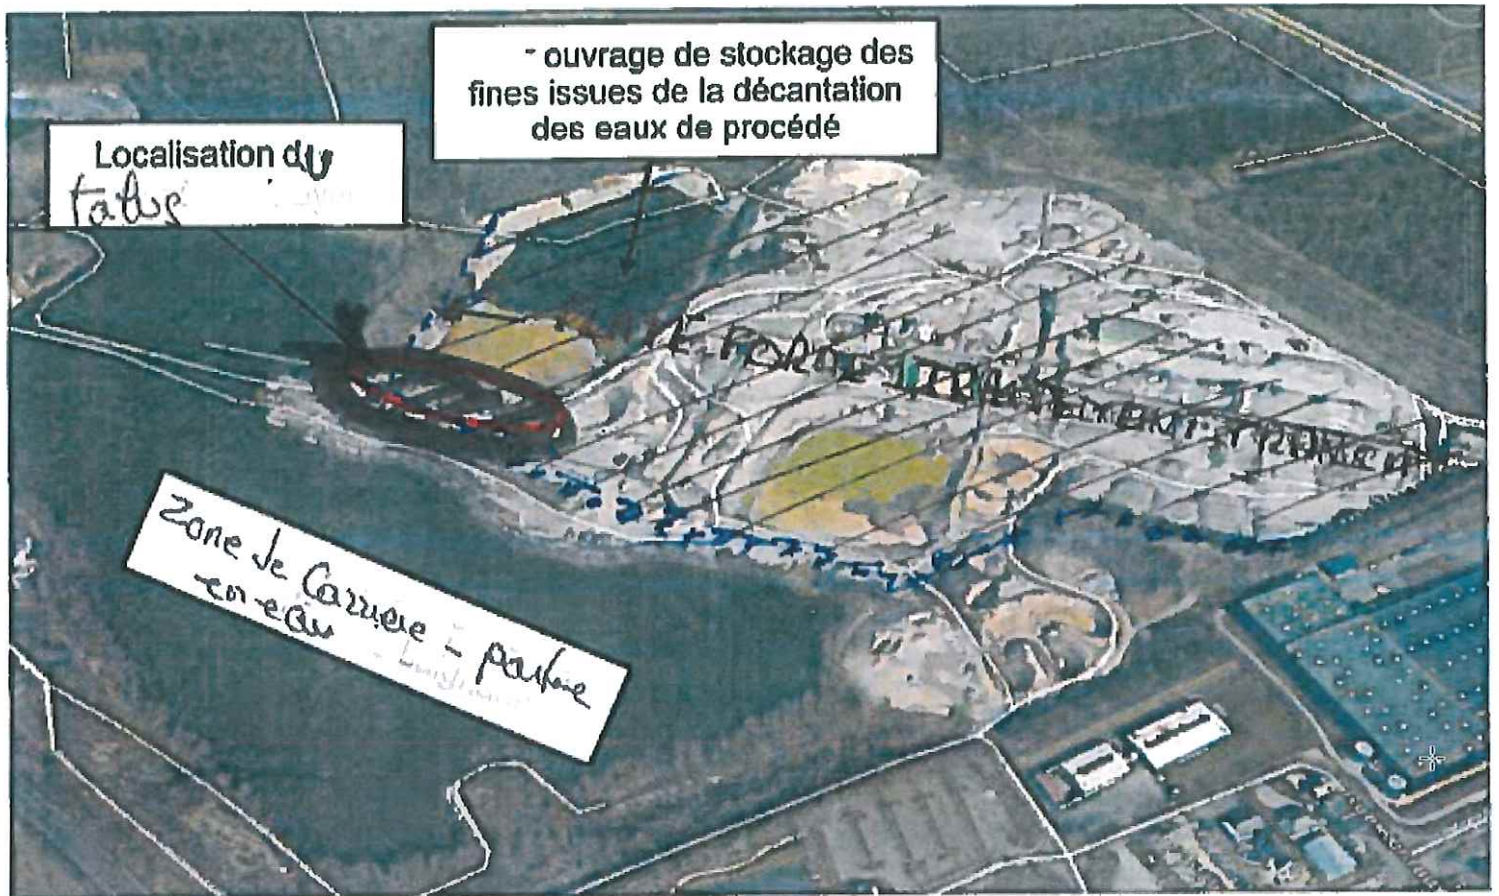 - ouvrage de stockage des
fines issues de la décantation
des eaux de procédé
Localisation du
talus
Zone de Carrière = partie
en eau